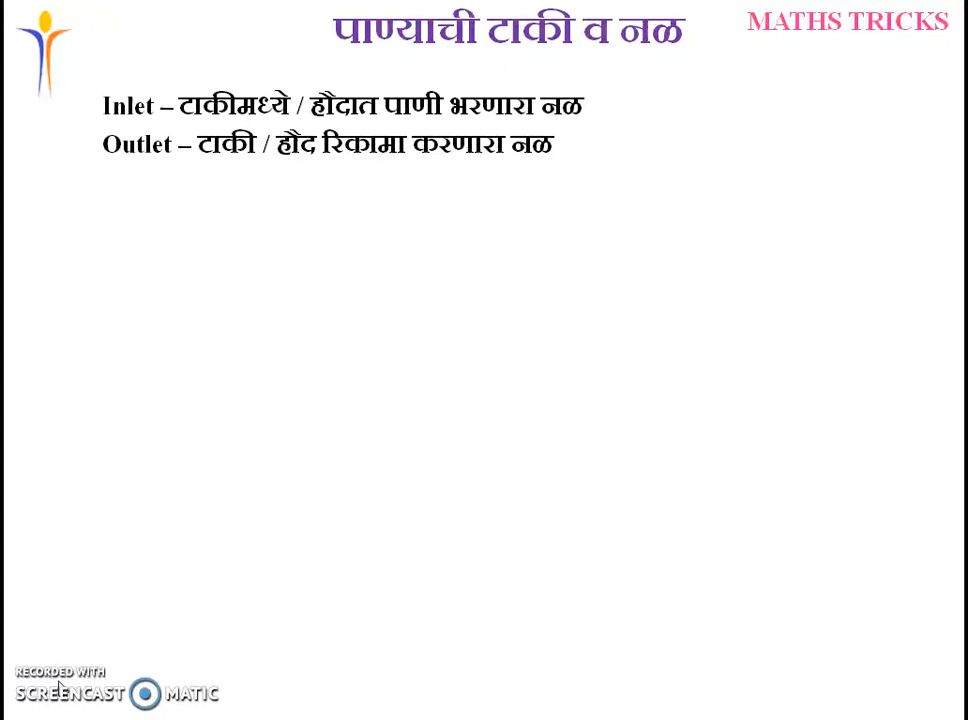 पाण्याची टाकी व नळ
MATHS TRICKS
Inlet – टाकीमध्ये / हौदात पाणी भरणारा नळ
Outlet – टाकी / हौद रिकामा करणारा नळ
RECORDED WITH
SCREENCAST MATIC